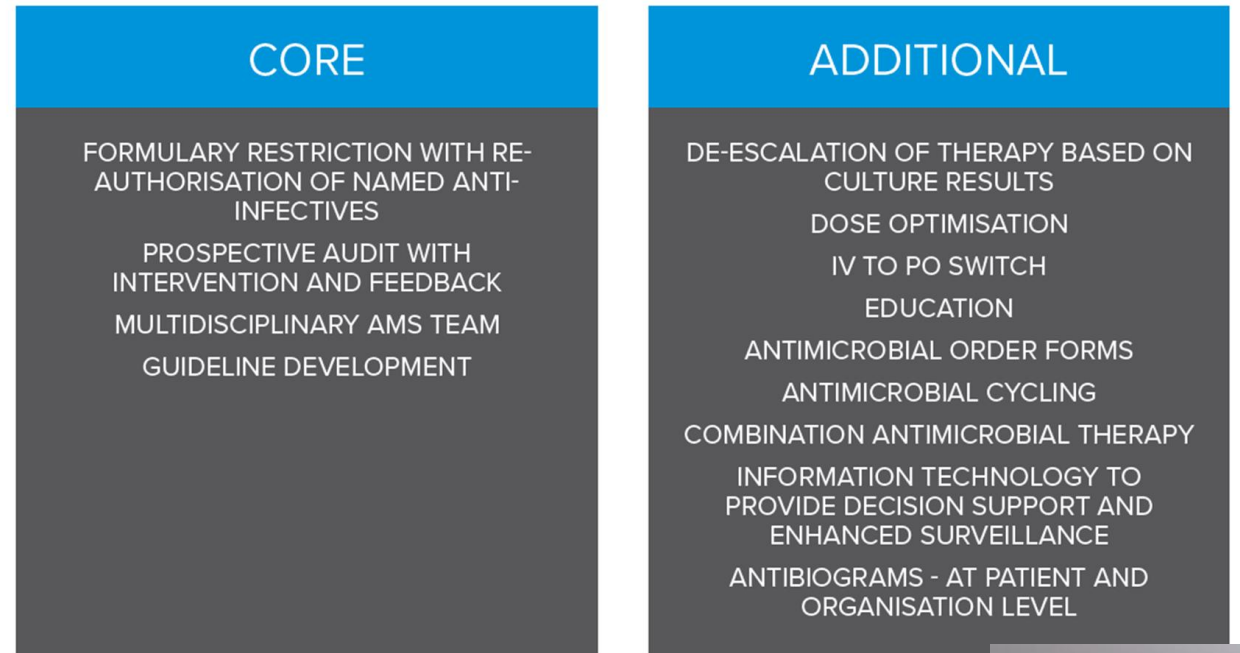 CORE
FORMULARY RESTRICTION WITH RE-
AUTHORISATION OF NAMED ANTI-
INFECTIVES
PROSPECTIVE AUDIT WITH
INTERVENTION AND FEEDBACK
MULTIDISCIPLINARY AMS TEAM
GUIDELINE DEVELOPMENT
ADDITIONAL
DE-ESCALATION OF THERAPY BASED ON
CULTURE RESULTS
DOSE OPTIMISATION
IV TO PO SWITCH
EDUCATION
ANTIMICROBIAL ORDER FORMS
ANTIMICROBIAL CYCLING
COMBINATION ANTIMICROBIAL THERAPY
INFORMATION TECHNOLOGY TO
PROVIDE DECISION SUPPORT AND
ENHANCED SURVEILLANCE
ANTIBIOGRAMS - AT PATIENT AND
ORGANISATION LEVEL